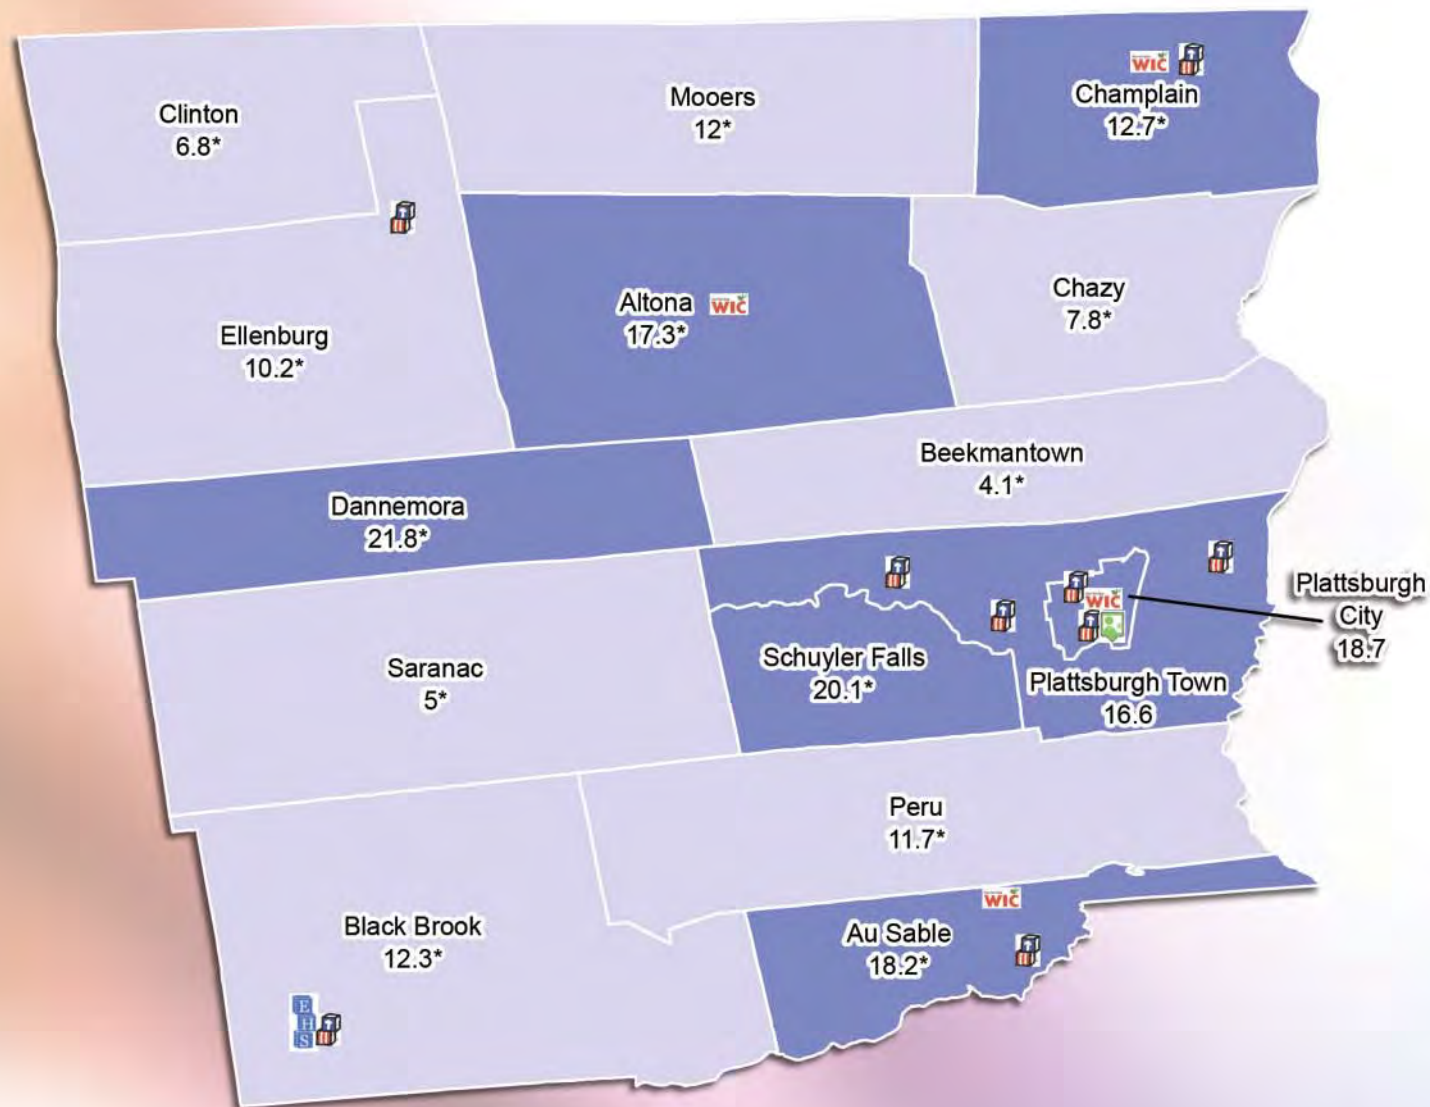 Clinton
6.8*
Mooers
12*
WIC
Champlain
12.7*
Ellenburg
10.2*
Altona WIC
17.3*
Chazy
7.8*
Beekmantown
4.1*
Dannemora
21.8*
Plattsburgh
City
18.7
WIC
Saranac
5*
Schuyler Falls
20.1*
Plattsburgh Town
16.6
Peru
11.7*
WIC
Black Brook
12.3*
Au Sable
18.2*
E
H
S